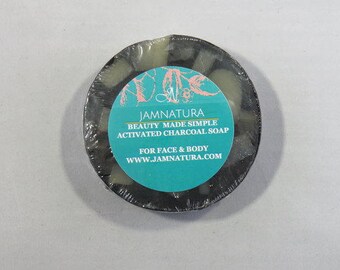 JAMNATURA
BEAUTY MADE SIMPLE
ACTIVATED CHARCOAL SOAP
FOR FACE & BODY
WWW.JAMNATURA.COM